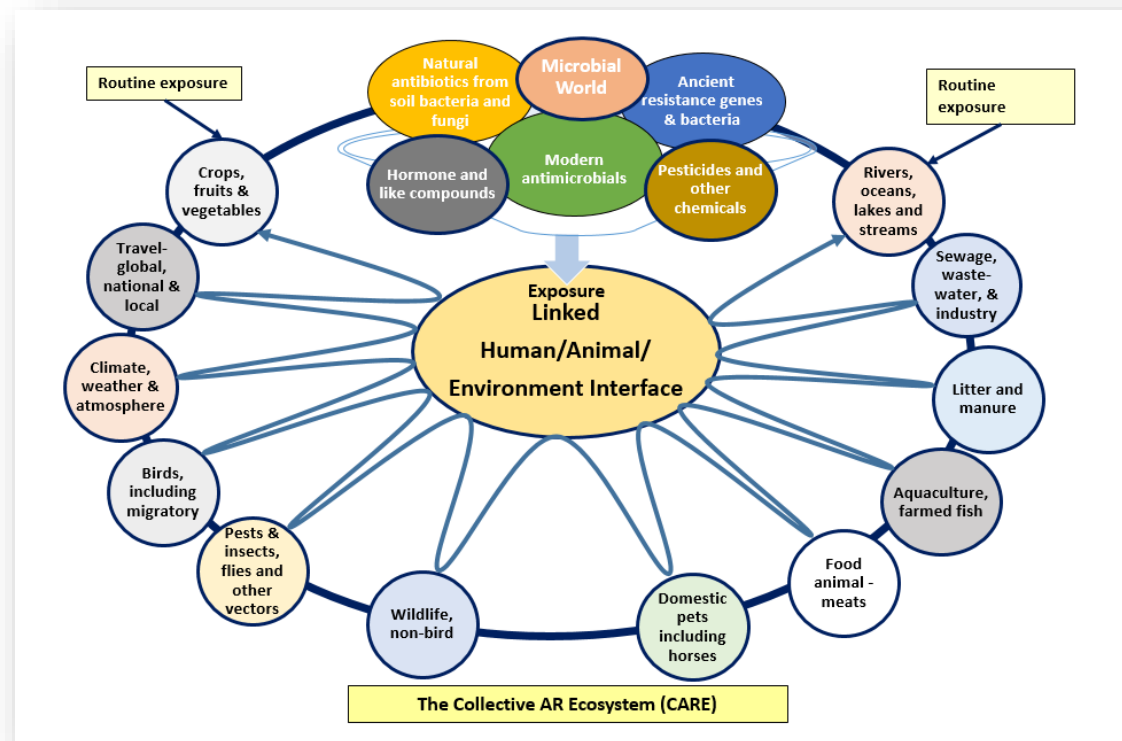 Routine exposure
Natural
antibiotics from
soil bacteria and
fungi
Microbial
World
Ancient
resistance genes
& bacteria
Routine
exposure
Hormone and
like compounds
Modern
antimicrobials
Pesticides and
other
chemicals
Crops,
fruits &
vegetables
Rivers,
oceans,
lakes and
streams
Travel-
global,
national &
local
Sewage,
waste-
water, &
industry
Exposure
Linked
Human/Animal/
Environment Interface
Climate,
weather &
atmosphere
Litter and
manure
Birds,
including
migratory
Aquaculture,
farmed fish
Pests &
insects,
flies and
other
vectors
Food
animal -
meats
Wildlife,
non-bird
Domestic
pets
including
horses
The Collective AR Ecosystem (CARE)